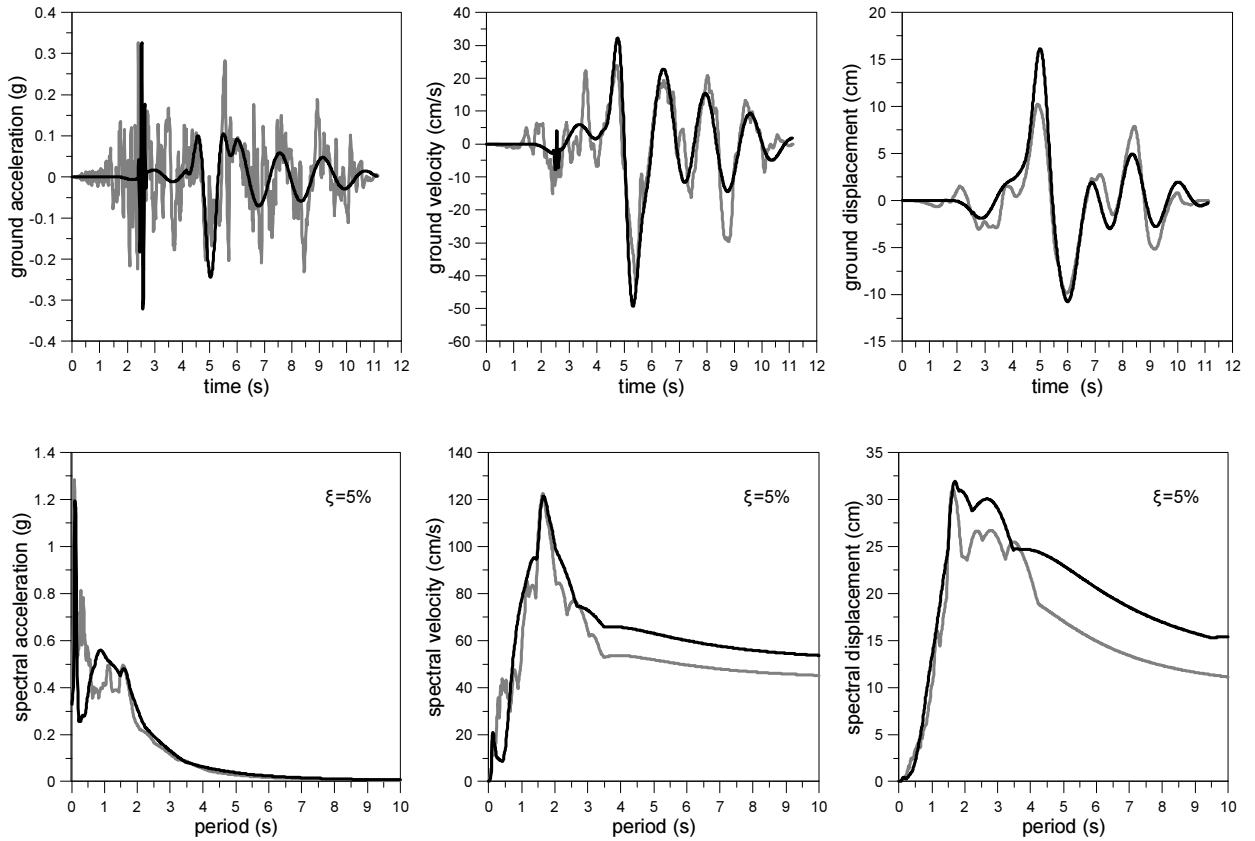 ground acceleration (g)
0.4
0.3
0.2
0.1
0
-0.1
-0.2
-0.3
-0.4
0 1 2 3 4 5 6 7 8 9 10 11 12
time (s)
ground velocity (cm/s)
40
30
20
10
0
-10
-20
-30
-40
-50
-60
0 1 2 3 4 5 6 7 8 9 10 11 12
time (s)
ground displacement (cm)
20
15
10
5
0
-5
-10
-15
0 1 2 3 4 5 6 7 8 9 10 11 12
time (s)
spectral acceleration (g)
1.4
1.2
1
0.8
0.6
0.4
0.2
0
ξ=5%
0 1 2 3 4 5 6 7 8 9 10
period (s)
spectral velocity (cm/s)
140
120
100
80
60
40
20
0
ξ=5%
0 1 2 3 4 5 6 7 8 9 10
period (s)
spectral displacement (cm)
35
30
25
20
15
10
5
0
ξ=5%
0 1 2 3 4 5 6 7 8 9 10
period (s)